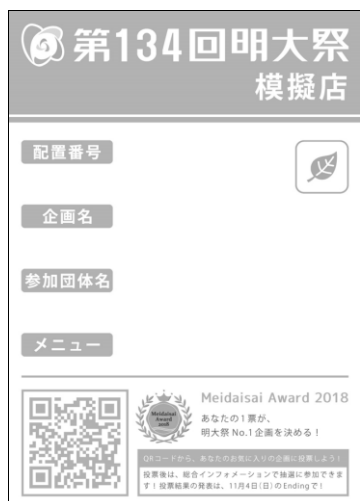 第134回明大祭
模擬店
配置番号
企画名
参加団体名
メニュー
Meidaisai Award 2018
Meidaisai
Award
2018
あなたの1票が、
明大祭 No.1企画を決める！
QRコードから、あなたのお気に入りの企画に投票しよう！
投票後は、総合インフォメーションで抽選に参加できま
す！投票結果の発表は、11月4日(日)のEndingで！